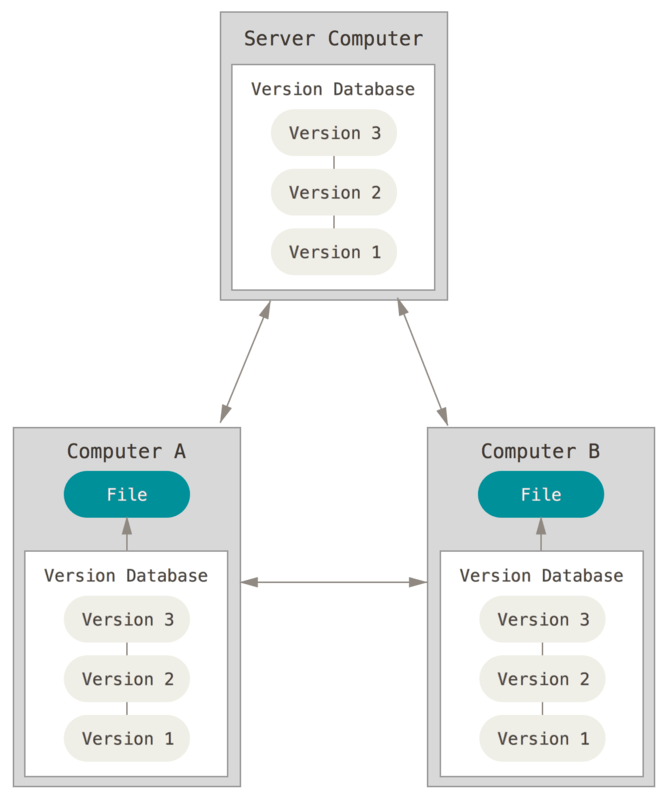 Server Computer
Version Database
Version 3
Version 2
Version 1
Computer A
File
Version Database
Version 3
Version 2
Version 1
Computer B
File
Version Database
Version 3
Version 2
Version 1